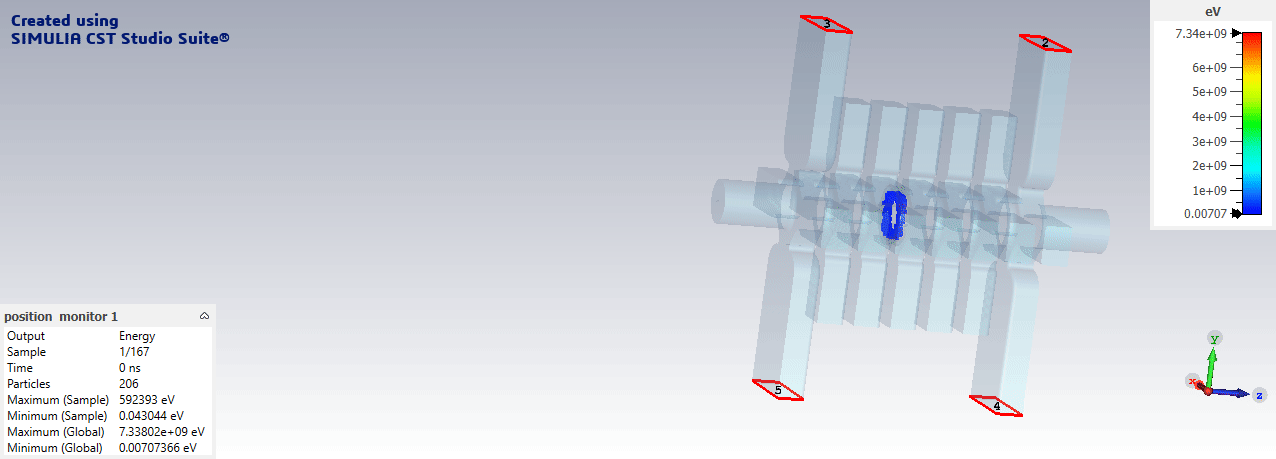 Created using
SIMULIA CST Studio Suite®
3
2
5
4
eV
7.34e+09
6e+09
5e+09
4e+09
3e+09
2e+09
1e+09
0.00707
position monitor 1
Output Energy
Sample 1/167
Time 0 ns
Particles 206
Maximum (Sample) 592393 eV
Minimum (Sample) 0.043044 eV
Maximum (Global) 7.33802e+09 eV
Minimum (Global) 0.00707366 eV
y
x
z